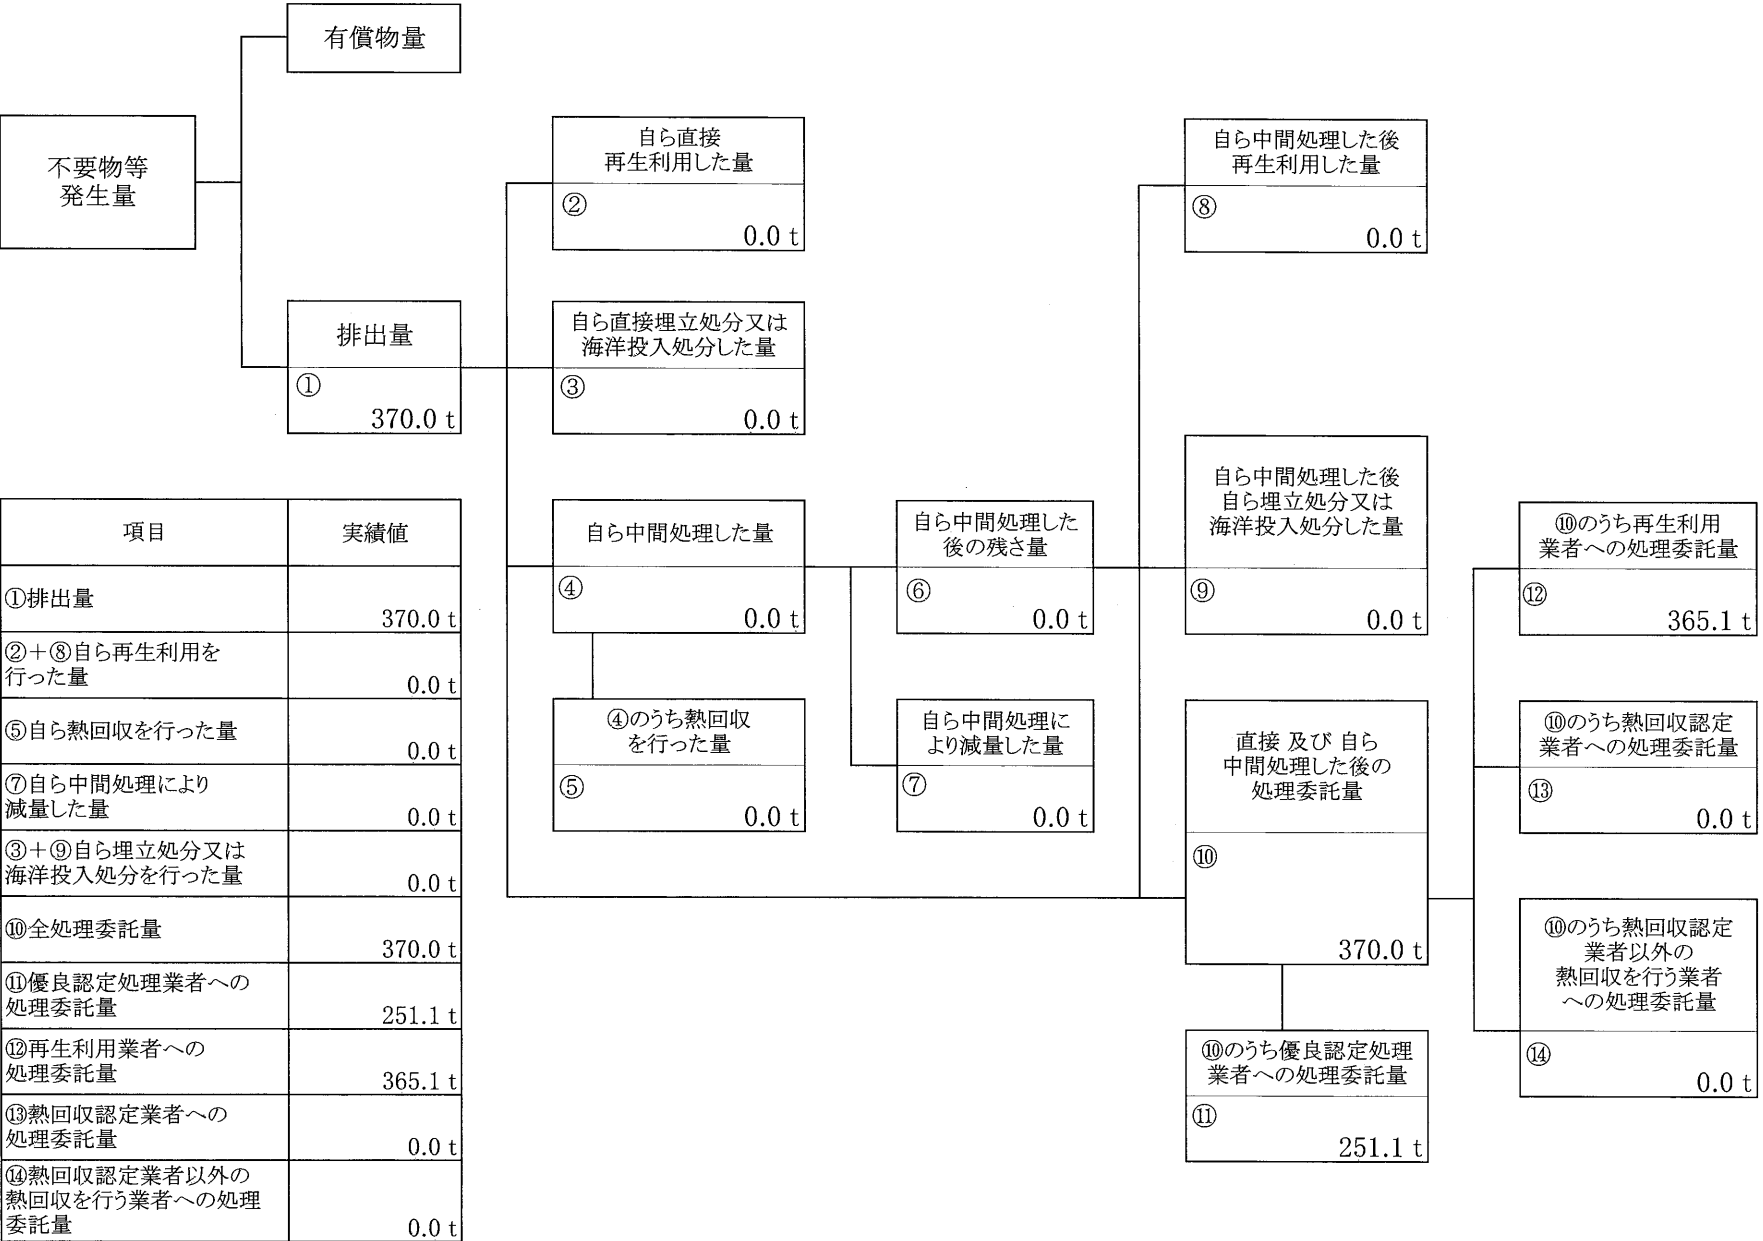 有償物量
不要物等
発生量
排出量
①
370.0 t
自ら直接
再生利用した量
②
0.0 t
自ら直接埋立処分又は
海洋投入処分した量
③
0.0 t
自ら中間処理した量
④
0.0 t
④のうち熱回収
を行った量
⑤
0.0 t
自ら中間処理した
後の残さ量
⑥
0.0 t
自ら中間処理に
より減量した量
⑦
0.0 t
自ら中間処理した後
再生利用した量
⑧
0.0 t
自ら中間処理した後
自ら埋立処分又は
海洋投入処分した量
⑨
0.0 t
直接 及び 自ら
中間処理した後の
処理委託量
⑩
370.0 t
⑩のうち優良認定処理
業者への処理委託量
⑪
251.1 t
⑩のうち再生利用
業者への処理委託量
⑫
365.1 t
⑩のうち熱回収認定
業者への処理委託量
⑬
0.0 t
⑩のうち熱回収認定
業者以外の
熱回収を行う業者
への処理委託量
⑭
0.0 t
項目 実績値
①排出量
370.0 t
②＋⑧自ら再生利用を
行った量
0.0 t
⑤自ら熱回収を行った量
0.0 t
⑦自ら中間処理により
減量した量
0.0 t
③＋⑨自ら埋立処分又は
海洋投入処分を行った量
0.0 t
⑩全処理委託量
370.0 t
⑪優良認定処理業者への
処理委託量
251.1 t
⑫再生利用業者への
処理委託量
365.1 t
⑬熱回収認定業者への
処理委託量
0.0 t
⑭熱回収認定業者以外の
熱回収を行う業者への処理
委託量
0.0 t